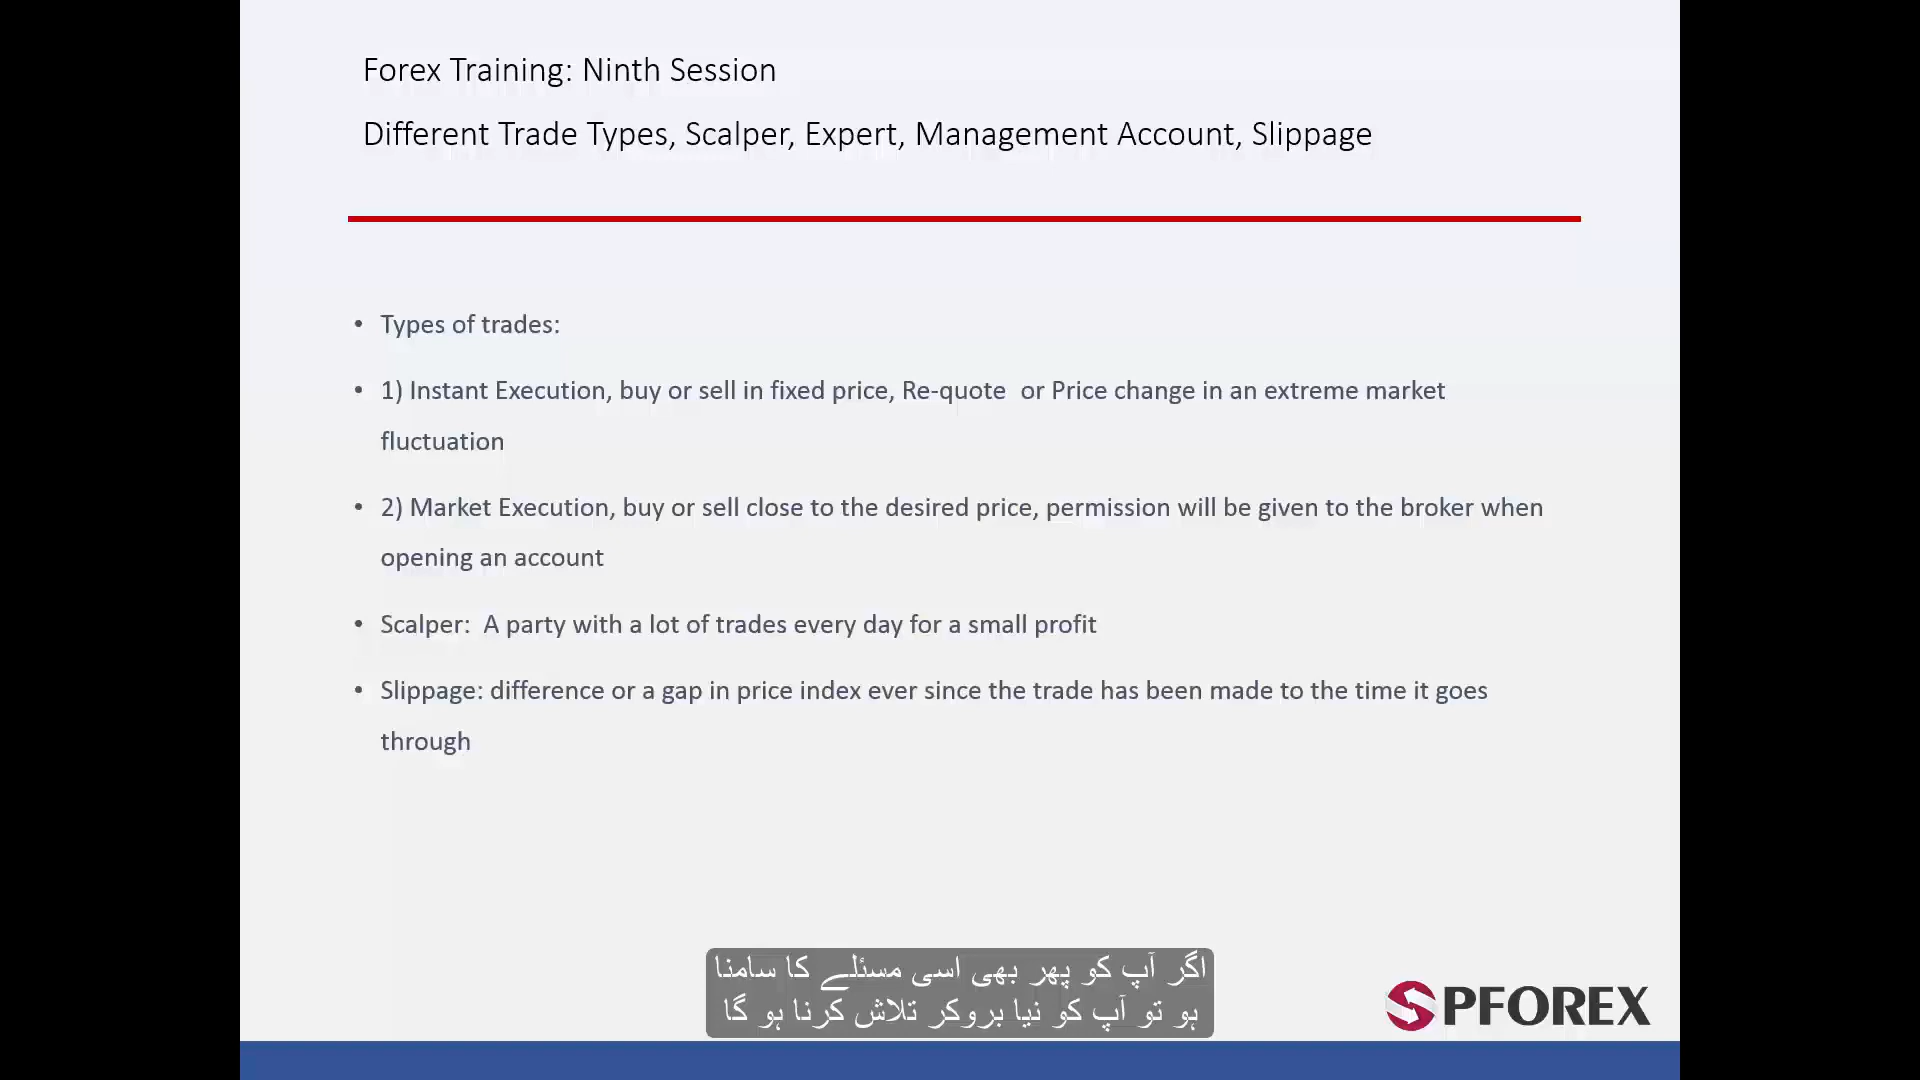 Forex Training: Ninth Session
Different Trade Types, Scalper, Expert, Management Account, Slippage
• Types of trades:
• 1) Instant Execution, buy or sell in fixed price, Re-quote  or Price change in an extreme market
fluctuation
• 2) Market Execution, buy or sell close to the desired price, permission will be given to the broker when
opening an account
• Scalper:  A party with a lot of trades every day for a small profit
• Slippage: difference or a gap in price index ever since the trade has been made to the time it goes
through
اگر آپ کو پھر بھی اسی مسئلے کا سامنا
ہو تو آپ کو نیا بروکر تلاش کرنا ہو گا
PFOREX